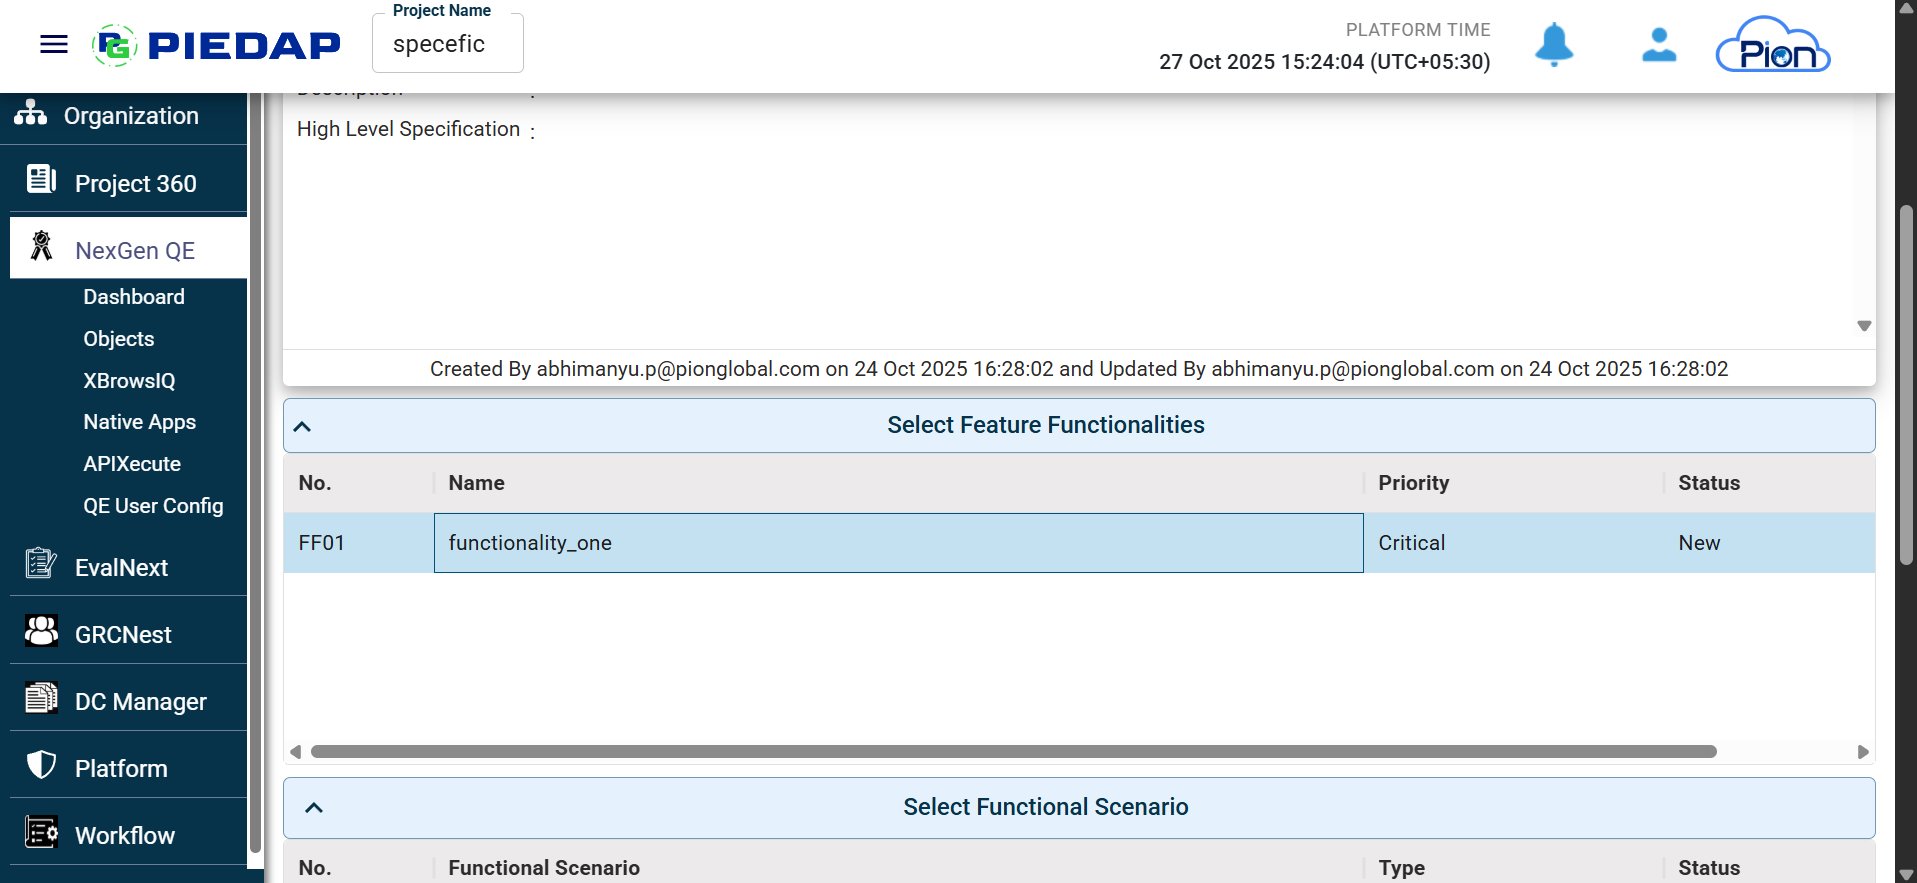 Project Name
PIEDAP
specefic
PLATFORM TIME
27 Oct 2025 15:24:04 (UTC+05:30)
Pion
Organization
Project 360
NexGen QE
Dashboard
Objects
XBrowsIQ
Native Apps
APIXecute
QE User Config
EvalNext
GRCNest
DC Manager
Platform
Workflow
Description :
High Level Specification :
Created By abhimanyu.p@pionglobal.com on 24 Oct 2025 16:28:02 and Updated By abhimanyu.p@pionglobal.com on 24 Oct 2025 16:28:02
Select Feature Functionalities
No. Name Priority Status
FF01 functionality_one Critical New
Select Functional Scenario
No. Functional Scenario Type Status